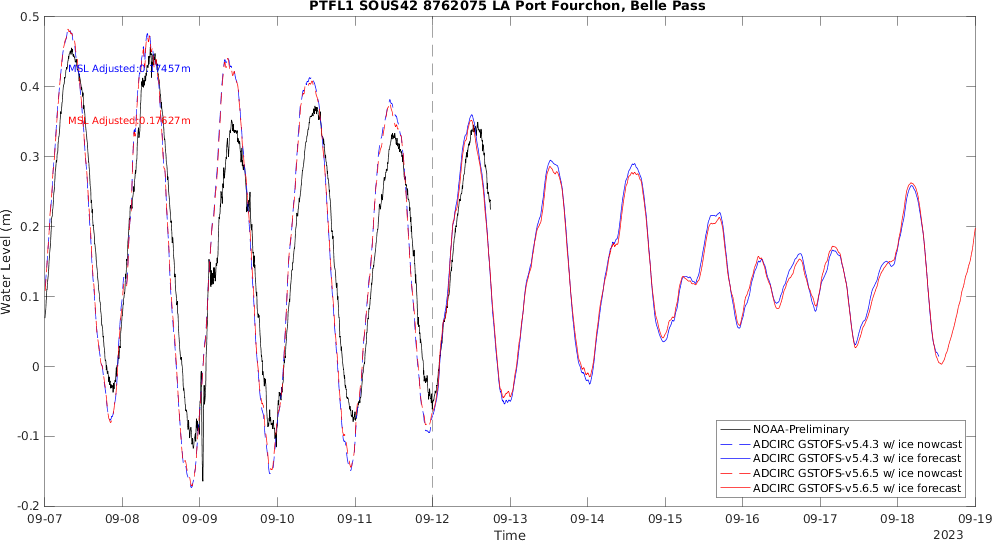 PTFL1 SOUS42 8762075 LA Port Fourchon, Belle Pass
0.5
0.4
0.3
0.2
0.1
0
-0.1
-0.2
Water Level (m)
MSL Adjusted:0.17457m
MSL Adjusted:0.17627m
NOAA-Preliminary
ADCIRC GSTOFS-v5.4.3 w/ ice nowcast
ADCIRC GSTOFS-v5.4.3 w/ ice forecast
ADCIRC GSTOFS-v5.6.5 w/ ice nowcast
ADCIRC GSTOFS-v5.6.5 w/ ice forecast
09-07 09-08 09-09 09-10 09-11 09-12 09-13 09-14 09-15 09-16 09-17 09-18 09-19
Time
2023